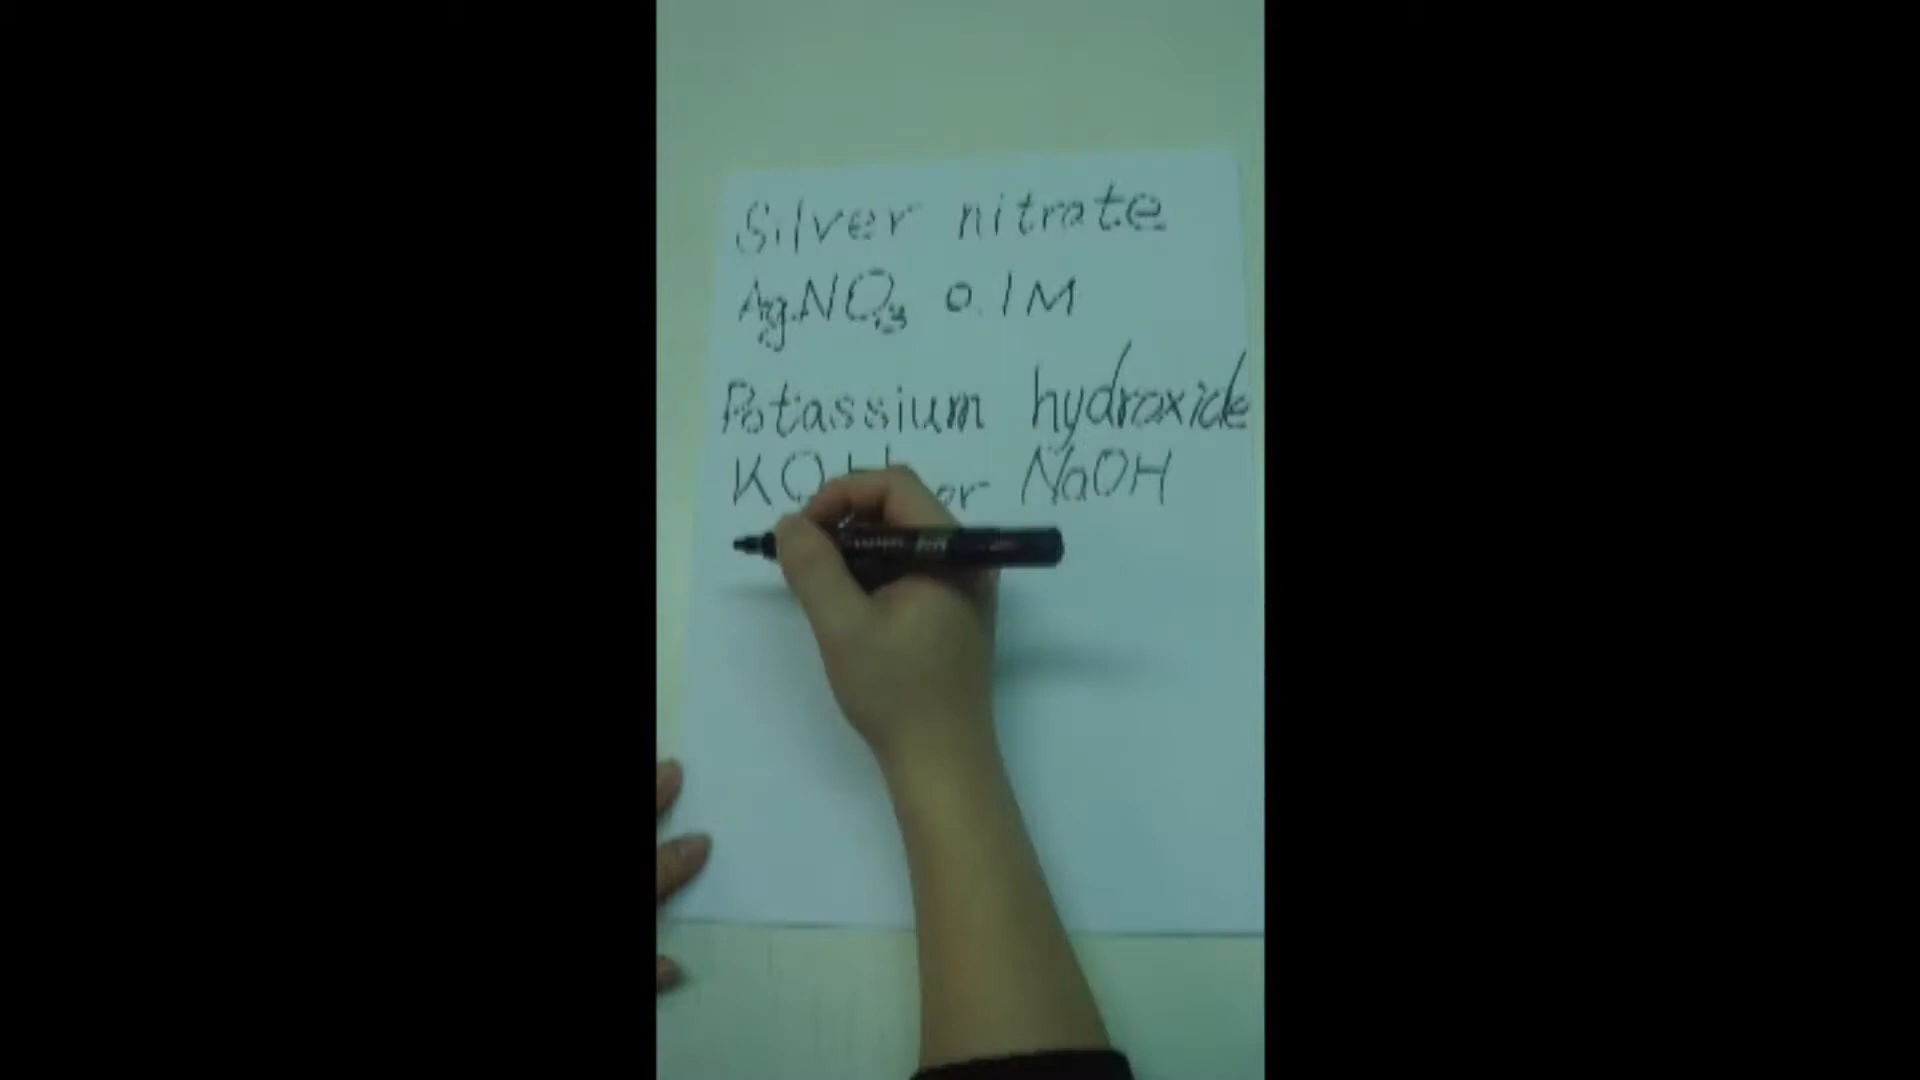 Silver nitrate
AgNO3 0.1M
Potassium hydroxide
KOH or NaOH